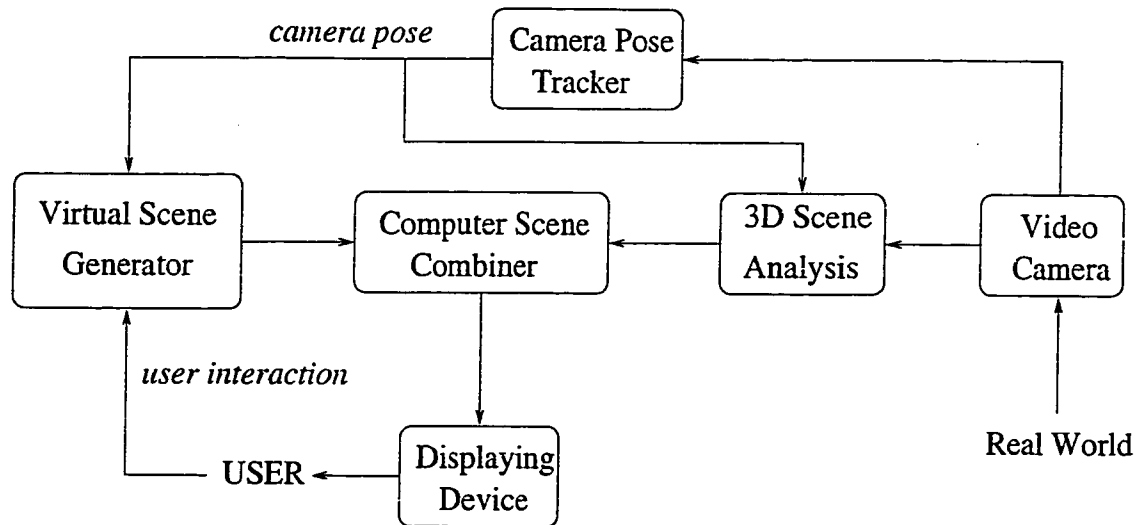 camera pose
Camera Pose
Tracker
Virtual Scene
Generator
Computer Scene
Combiner
3D Scene
Analysis
Video
Camera
user interaction
USER
Displaying
Device
Real World